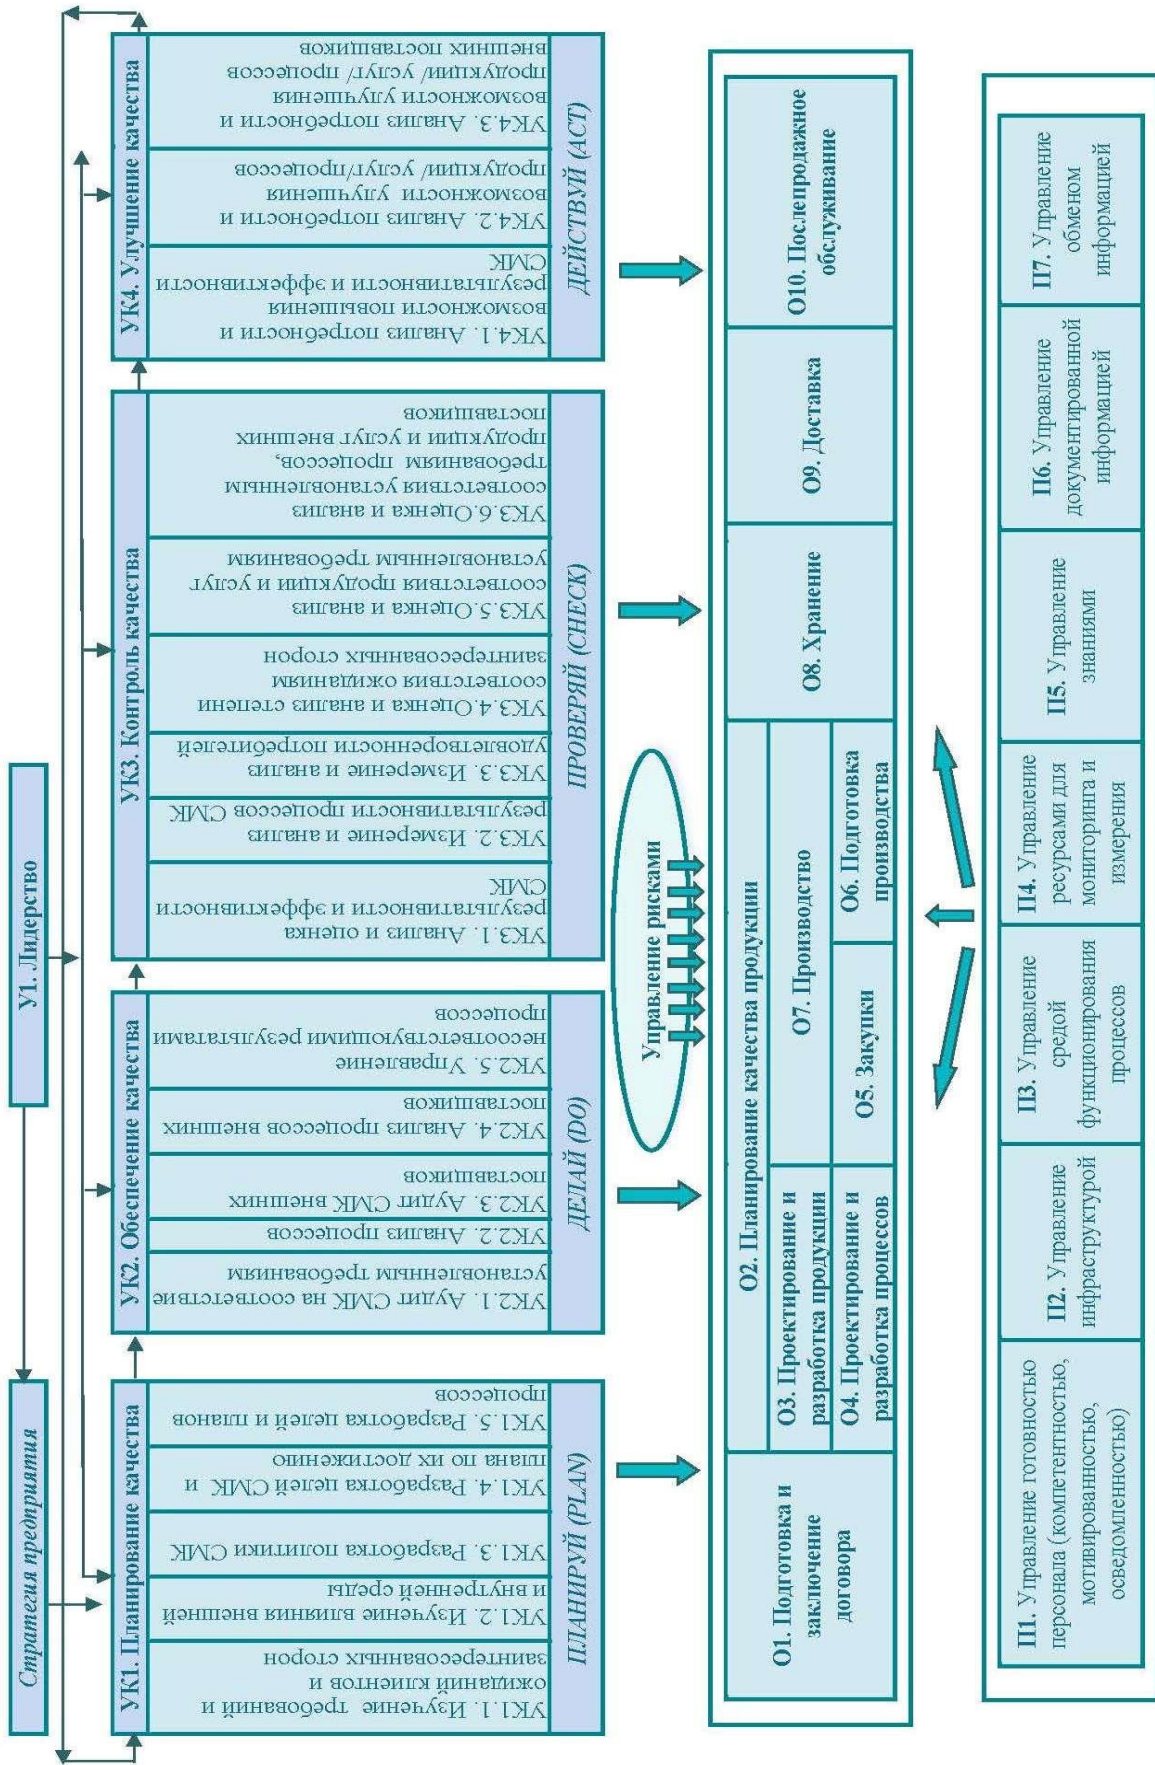 Стратегия предприятия
У1. Лидерство
УК1. Планирование качества
УК1.1. Изучение требований и
ожиданий клиентов и
заинтересованных сторон
УК1.2. Изучение влияния внешней
и внутренней среды
УК1.3. Разработка политики СМК
УК1.4. Разработка целей СМК и
плана по их достижению
УК1.5. Разработка целей и планов
процессов
ПЛАНИРУЙ (PLAN)
УК2. Обеспечение качества
УК2.1. Аудит СМК на соответствие
установленным требованиям
УК2.2. Анализ процессов
УК2.3. Аудит СМК внешних
поставщиков
УК2.4. Анализ процессов внешних
поставщиков
УК2.5. Управление
несоответствующими результатами
процессов
ДЕЛАЙ (DO)
УК3. Контроль качества
УК3.1. Анализ и оценка
результативности и эффективности
СМК
УК3.2. Измерение и анализ
результативности процессов СМК
УК3.3. Измерение и анализ
удовлетворенности потребителей
УК3.4.Оценка и анализ степени
соответствия ожиданиям
заинтересованных сторон
УК3.5.Оценка и анализ
соответствия продукции и услуг
установленным требованиям
УК3.6.Оценка и анализ
соответствия установленным
требованиям процессов,
продукции и услуг внешних
поставщиков
ПРОВЕРЯЙ (CHECK)
УК4. Улучшение качества
УК4.1. Анализ потребности и
возможности повышения
результативности и эффективности
СМК
УК4.2. Анализ потребности и
возможности улучшения
продукции/ услуг/процессов
УК4.3. Анализ потребности и
возможности улучшения
продукции/ услуг/ процессов
внешних поставщиков
ДЕЙСТВУЙ (ACT)
Управление рисками
О1. Подготовка и
заключение
договора
О2. Планирование качества продукции
О3. Проектирование и
разработка продукции
О4. Проектирование и
разработка процессов
О7. Производство
О5. Закупки
О6. Подготовка
производства
О8. Хранение
О9. Доставка
О10. Послепродажное
обслуживание
П1. Управление готовностью
персонала (компетентностью,
мотивированностью,
осведомленностью)
П2. Управление
инфраструктурой
П3. Управление
средой
функционирования
процессов
П4. Управление
ресурсами для
мониторинга и
измерения
П5. Управление
знаниями
П6. Управление
документированной
информацией
П7. Управление
обменом
информацией